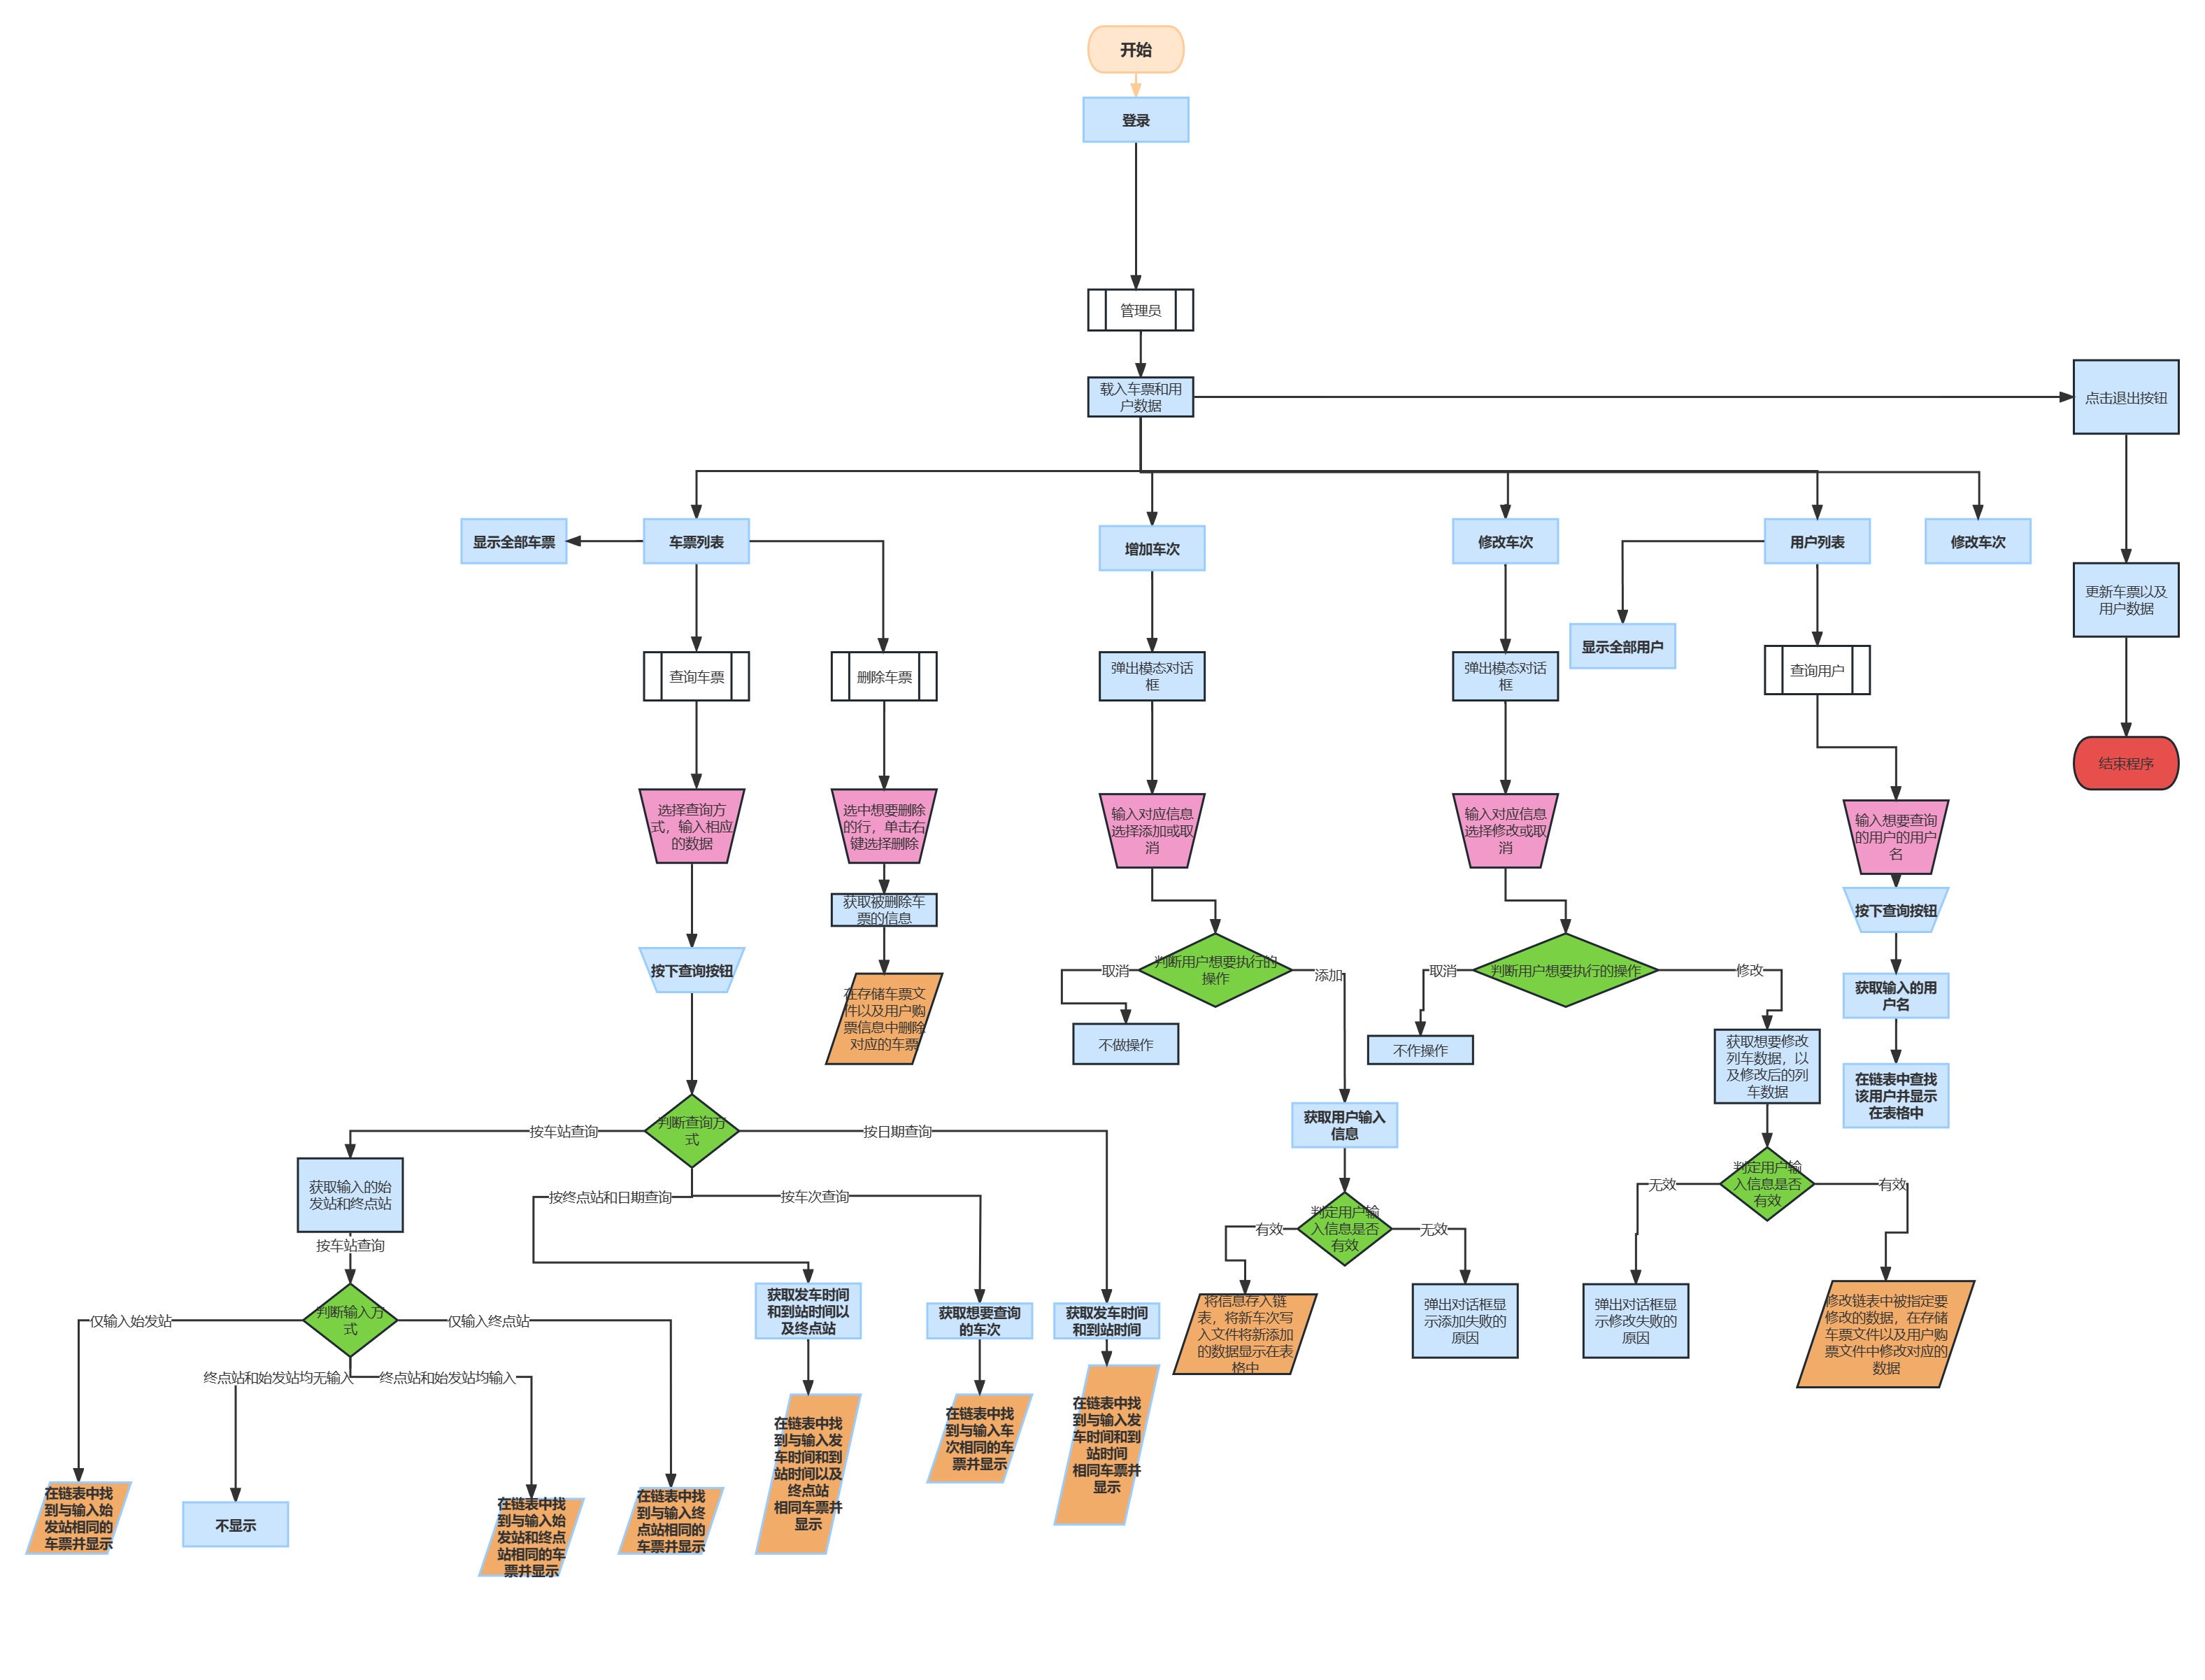 开始
登录
管理员
载入车票和用
户数据
点击退出按钮
显示全部车票
车票列表
增加车次
修改车次
用户列表
修改车次
更新车票以及
用户数据
显示全部用户
查询车票
删除车票
弹出模态对话
框
弹出模态对话
框
查询用户
结束程序
选择查询方
式，输入相应
的数据
选中想要删除
的行，单击右
键选择删除
输入对应信息
选择添加或取
消
输入对应信息
选择修改或取
消
输入想要查询
的用户的用户
名
获取被删除车
票的信息
按下查询按钮
按下查询按钮
判断用户想要执行的
操作
取消
添加
判断用户想要执行的操作
取消
修改
获取输入的用
户名
在存储车票文
件以及用户购
票信息中删除
对应的车票
不做操作
不作操作
获取想要修改
列车数据，以
及修改后的列
车数据
在链表中查找
该用户并显示
在表格中
获取用户输入
信息
按车站查询
判断查询方
式
按日期查询
获取输入的始
发站和终点站
按终点站和日期查询
按车次查询
判定用户输
入信息是否
有效
无效
有效
判定用户输
入信息是否
有效
有效
无效
按车站查询
仅输入始发站
判断输入方
式
仅输入终点站
获取发车时间
和到站时间以
及终点站
获取想要查询
的车次
获取发车时间
和到站时间
将信息存入链
表，将新车次写
入文件将新添加
的数据显示在表
格中
弹出对话框显
示添加失败的
原因
弹出对话框显
示修改失败的
原因
修改链表中被指定要
修改的数据，在存储
车票文件以及用户购
票文件中修改对应的
数据
终点站和始发站均无输入
终点站和始发站均输入
在链表中找
到与输入发
车时间和到
站时间以及
终点站
相同车票并
显示
在链表中找
到与输入车
次相同的车
票并显示
在链表中找
到与输入发
车时间和到
站时间
相同车票并
显示
在链表中找
到与输入始
发站相同的
车票并显示
不显示
在链表中找
到与输入始
发站和终点
站相同的车
票并显示
在链表中找
到与输入终
点站相同的
车票并显示